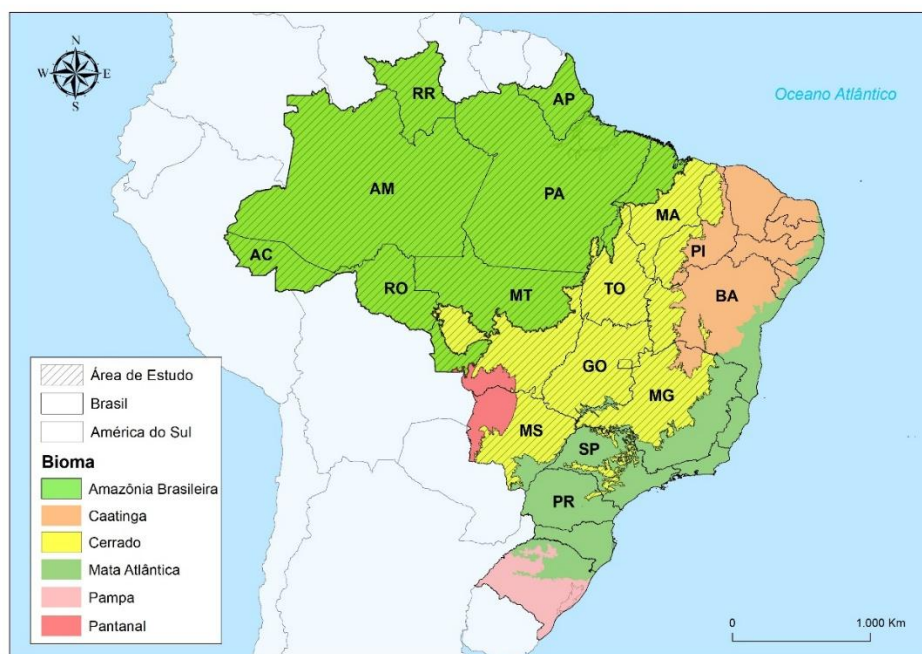 N
W E
S
Oceano Atlântico
RR
AP
AM
PA
MA
AC
PI
RO
MT
TO
BA
GO
MG
MS
SP
PR
Área de Estudo
Brasil
América do Sul
Bioma
Amazônia Brasileira
Caatinga
Cerrado
Mata Atlântica
Pampa
Pantanal
0 1.000 Km